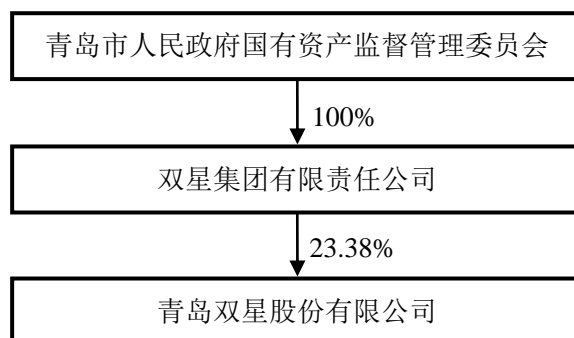 青岛市人民政府国有资产监督管理委员会
100%
双星集团有限责任公司
23.38%
青岛双星股份有限公司